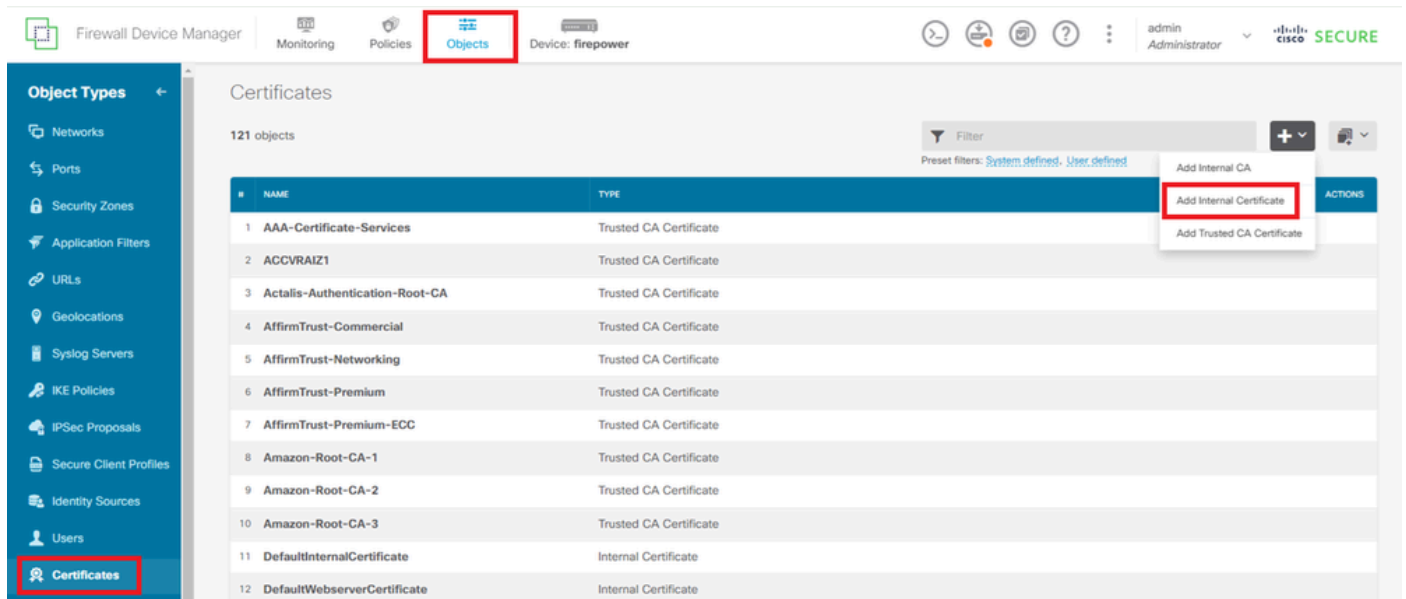 Firewall Device Manager
Monitoring
Policies
Objects
Device: firepower
admin
Administrator
cisco SECURE
Object Types
Networks
Ports
Security Zones
Application Filters
URLs
Geolocations
Syslog Servers
IKE Policies
IPSec Proposals
Secure Client Profiles
Identity Sources
Users
Certificates
Certificates
121 objects
Filter
Preset filters: System defined, User defined
Add Internal CA
Add Internal Certificate
Add Trusted CA Certificate
# NAME TYPE ACTIONS
1 AAA-Certificate-Services Trusted CA Certificate
2 ACCVRAIZ1 Trusted CA Certificate
3 Actalis-Authentication-Root-CA Trusted CA Certificate
4 AffirmTrust-Commercial Trusted CA Certificate
5 AffirmTrust-Networking Trusted CA Certificate
6 AffirmTrust-Premium Trusted CA Certificate
7 AffirmTrust-Premium-ECC Trusted CA Certificate
8 Amazon-Root-CA-1 Trusted CA Certificate
9 Amazon-Root-CA-2 Trusted CA Certificate
10 Amazon-Root-CA-3 Trusted CA Certificate
11 DefaultInternalCertificate Internal Certificate
12 DefaultWebserverCertificate Internal Certificate